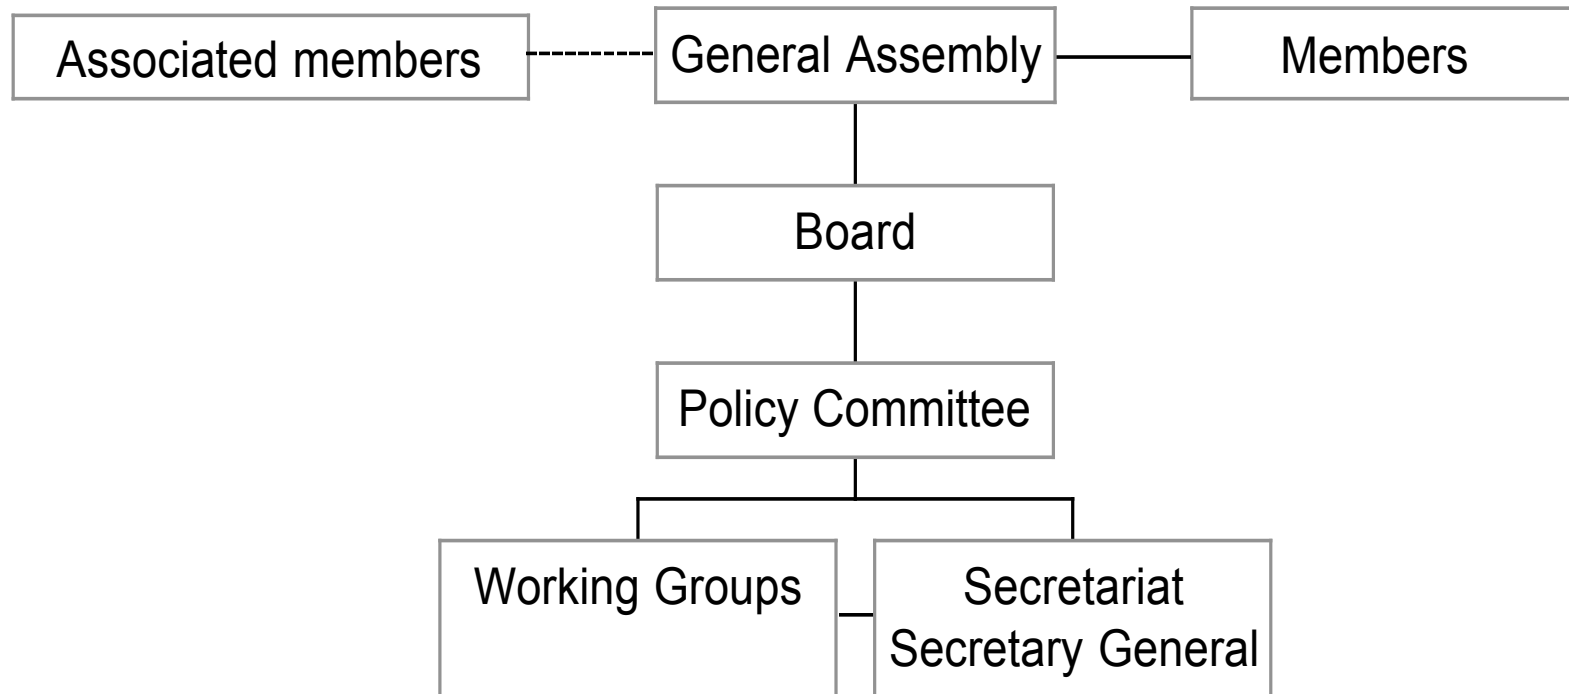 Associated members
General Assembly
Members
Board
Policy Committee
Working Groups
Secretariat
Secretary General